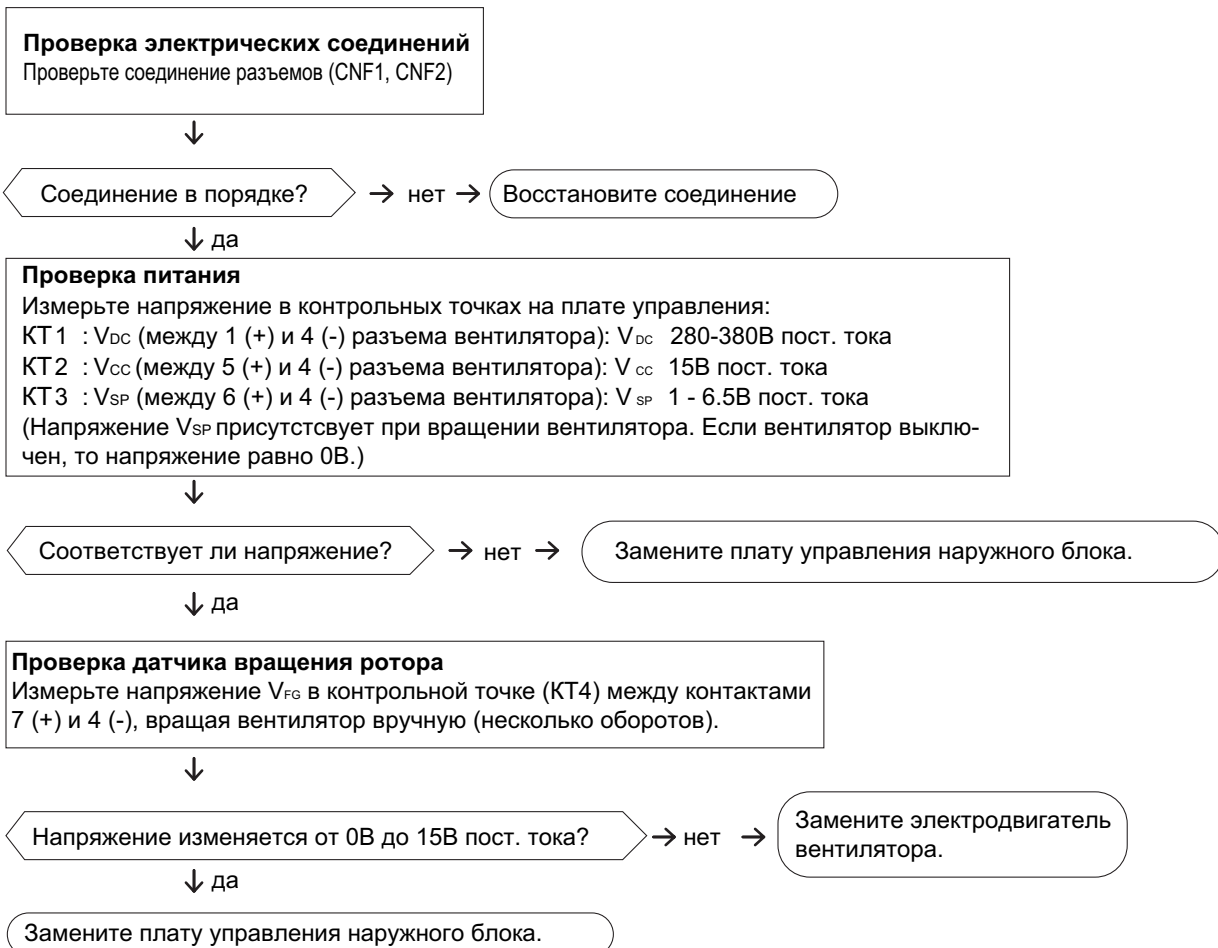 Проверка электрических соединений
Проверьте соединение разъемов (CNF1, CNF2)
Соединение в порядке?
нет
Восстановите соединение
да
Проверка питания
Измерьте напряжение в контрольных точках на плате управления:
КТ1 : VDC (между 1 (+) и 4 (-) разъема вентилятора): V DC 280-380В пост. тока
КТ2 : VCC (между 5 (+) и 4 (-) разъема вентилятора): V CC 15В пост. тока
КТ3 : VSP (между 6 (+) и 4 (-) разъема вентилятора): V SP 1 - 6.5В пост. тока
(Напряжение VSP присутстсвует при вращении вентилятора. Если вентилятор выклю-
чен, то напряжение равно 0В.)
Соответствует ли напряжение?
нет
Замените плату управления наружного блока.
да
Проверка датчика вращения ротора
Измерьте напряжение VFG в контрольной точке (КТ4) между контактами
7 (+) и 4 (-), вращая вентилятор вручную (несколько оборотов).
Напряжение изменяется от 0В до 15В пост. тока?
нет
Замените электродвигатель
вентилятора.
да
Замените плату управления наружного блока.